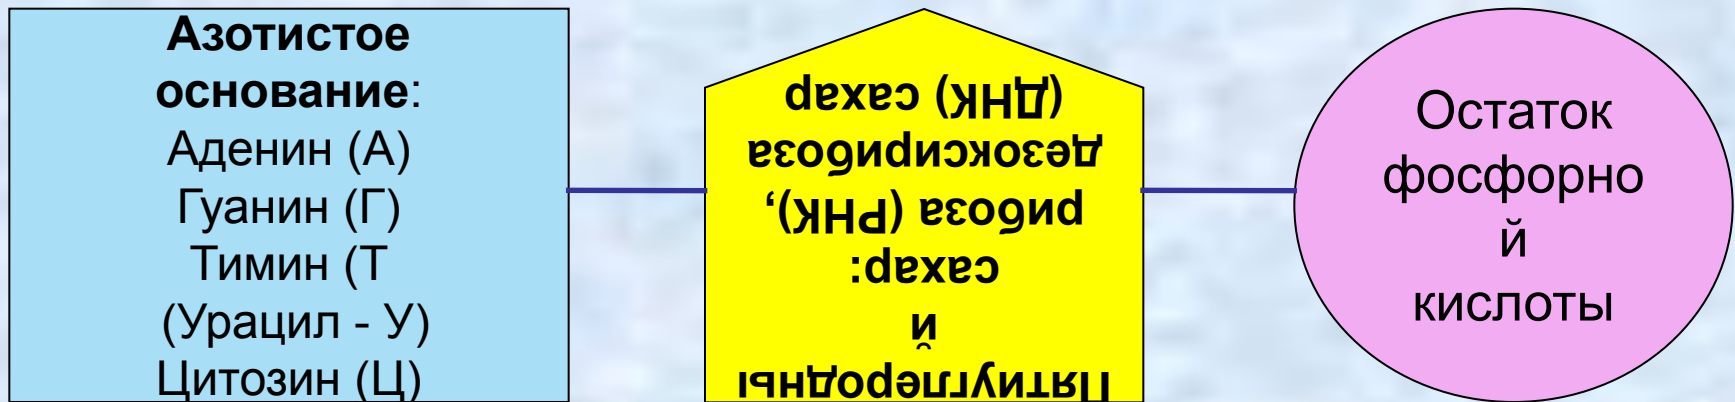 Азотистое
основание:
Аденин (А)
Гуанин (Г)
Тимин (Т
(Урацил - У)
Цитозин (Ц)
Пятиуглеродны
й
сахар:
рибоза (РНК),
дезоксирибоза
(ДНК) сахар
Остаток
фосфорно
й
кислоты